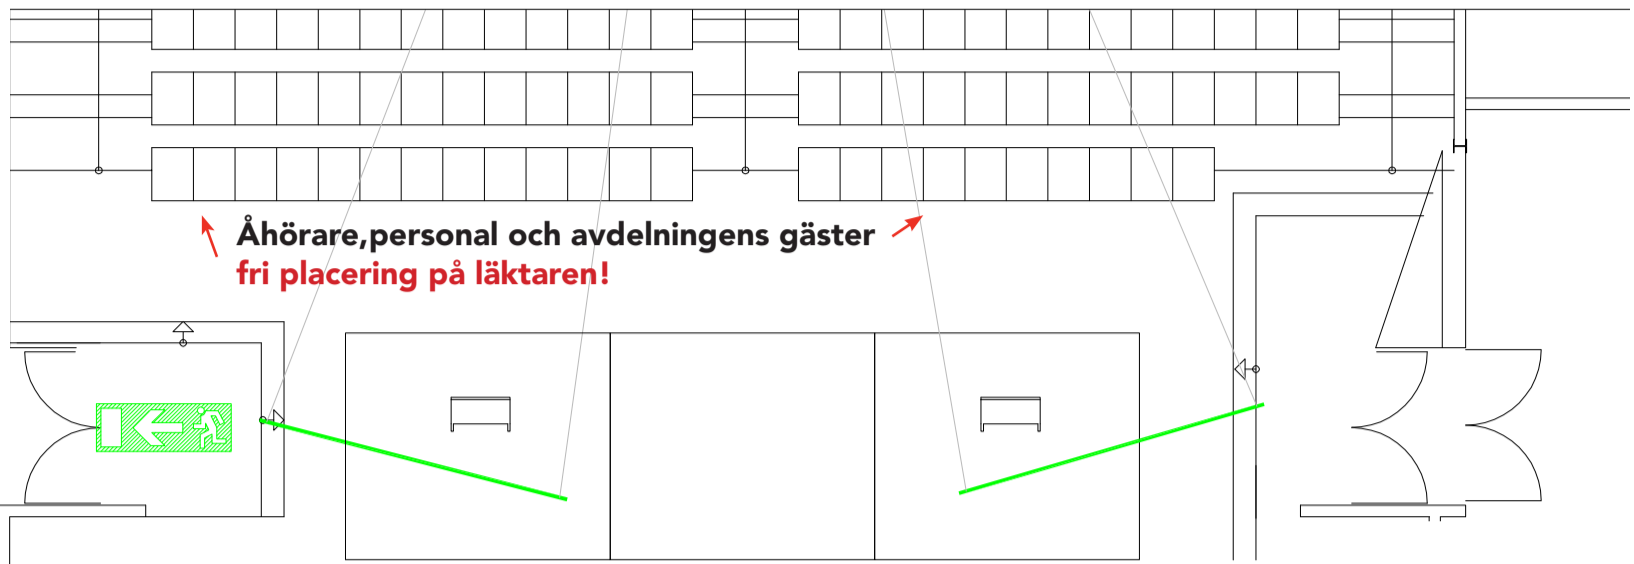 Åhörare,personal och avdelningens gäster
fri placering på läktaren!